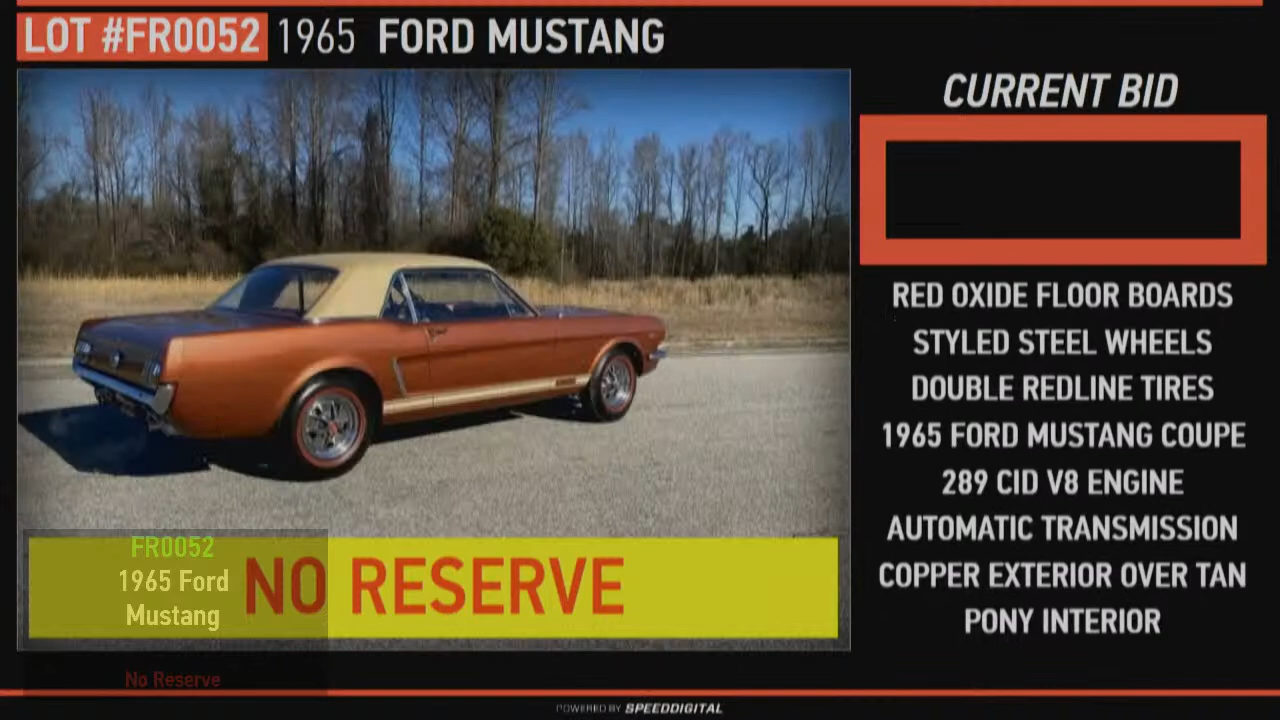 LOT #FR0052 1965 FORD MUSTANG
CURRENT BID
RED OXIDE FLOOR BOARDS
STYLED STEEL WHEELS
DOUBLE REDLINE TIRES
1965 FORD MUSTANG COUPE
289 CID V8 ENGINE
AUTOMATIC TRANSMISSION
COPPER EXTERIOR OVER TAN
PONY INTERIOR
NO RESERVE
FR0052
1965 Ford
Mustang
No Reserve
POWERED BY SPEEDDIGITAL